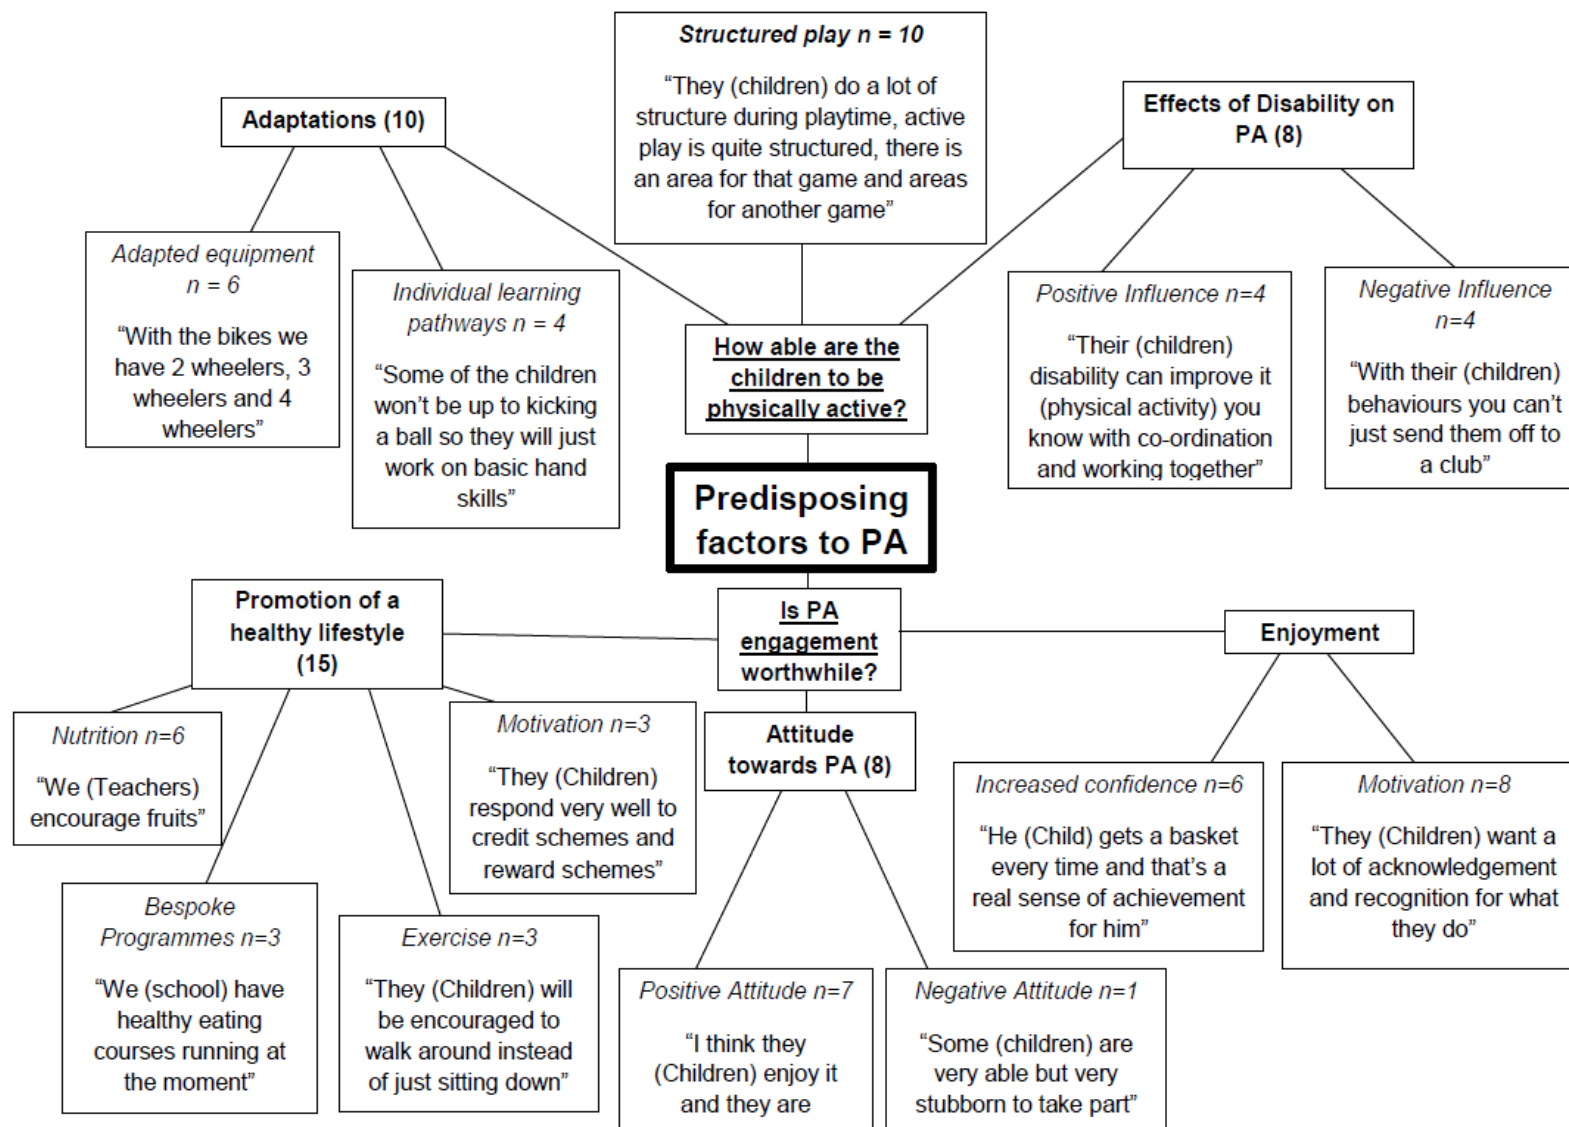 Structured play n = 10
“They (children) do a lot of
structure during playtime, active
play is quite structured, there is
an area for that game and areas
for another game”
Adaptations (10)
Effects of Disability on
PA (8)
Adapted equipment
n = 6
“With the bikes we
have 2 wheelers, 3
wheelers and 4
wheelers”
Individual learning
pathways n = 4
“Some of the children
won’t be up to kicking
a ball so they will just
work on basic hand
skills”
How able are the
children to be
physically active?
Positive Influence n=4
“Their (children)
disability can improve it
(physical activity) you
know with co-ordination
and working together”
Negative Influence
n=4
“With their (children)
behaviours you can’t
just send them off to
a club”
Predisposing
factors to PA
Promotion of a
healthy lifestyle
(15)
Is PA
engagement
worthwhile?
Enjoyment
Nutrition n=6
“We (Teachers)
encourage fruits”
Motivation n=3
“They (Children)
respond very well to
credit schemes and
reward schemes”
Attitude
towards PA (8)
Increased confidence n=6
“He (Child) gets a basket
every time and that’s a
real sense of achievement
for him”
Motivation n=8
“They (Children) want a
lot of acknowledgement
and recognition for what
they do”
Bespoke
Programmes n=3
“We (school) have
healthy eating
courses running at
the moment”
Exercise n=3
“They (Children) will
be encouraged to
walk around instead
of just sitting down”
Positive Attitude n=7
“I think they
(Children) enjoy it
and they are
Negative Attitude n=1
“Some (children) are
very able but very
stubborn to take part”